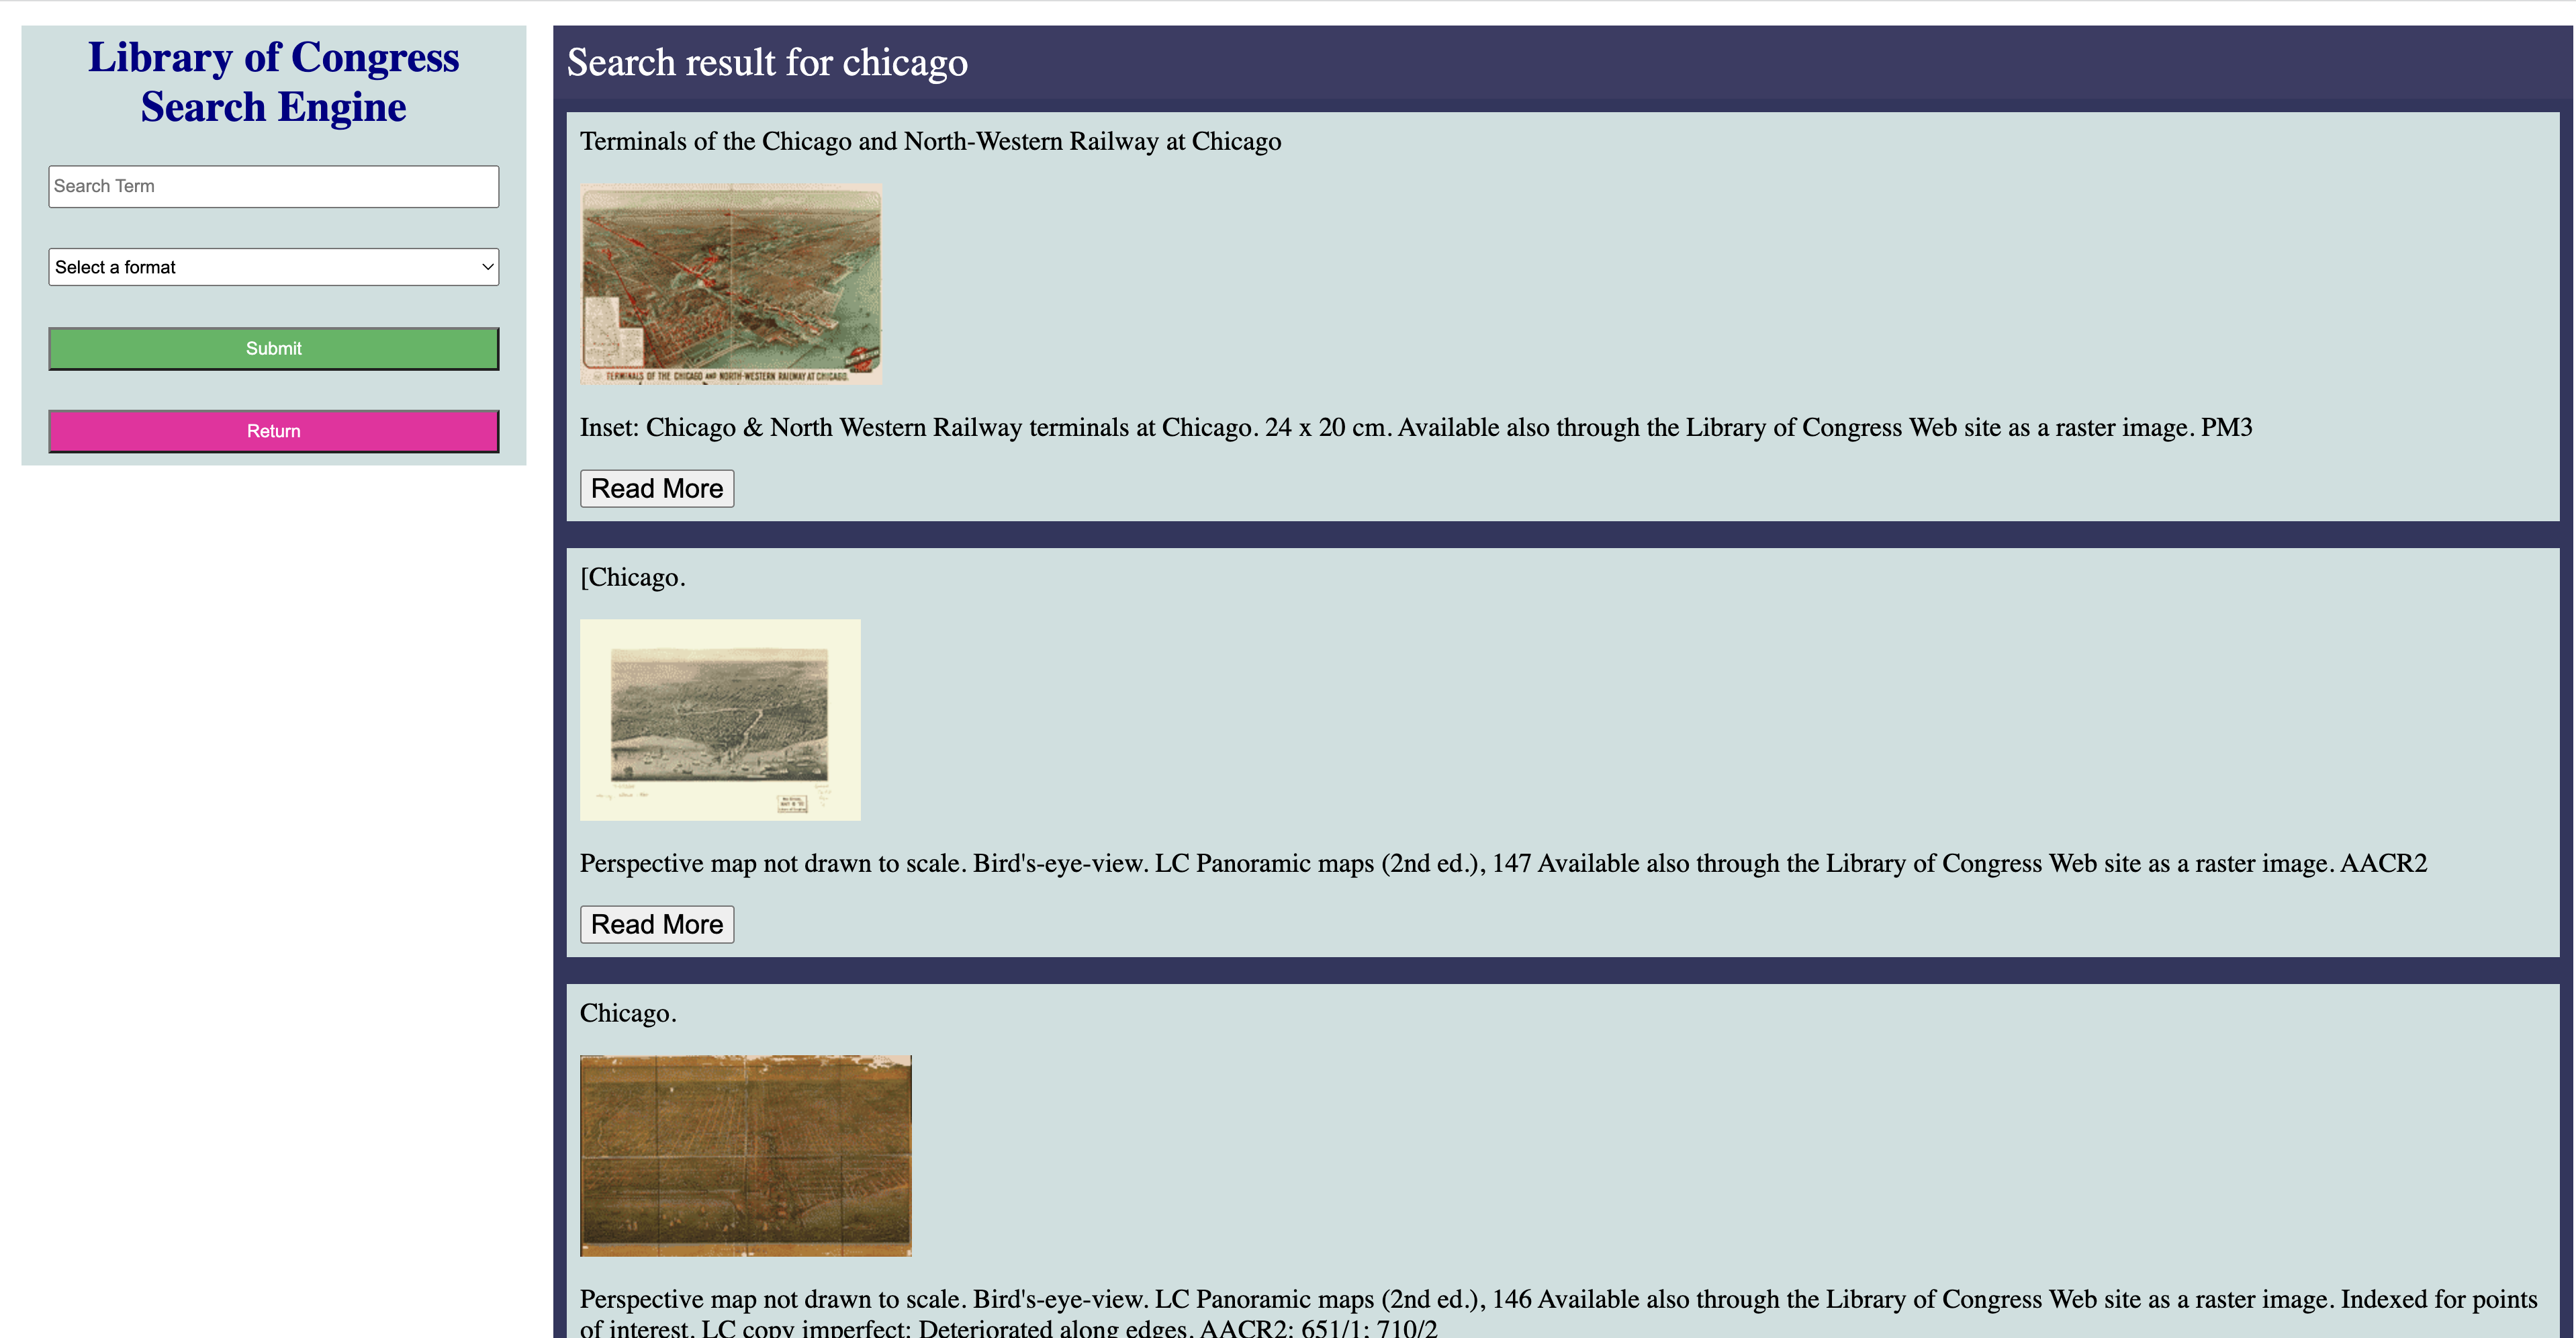 Library of Congress
Search Engine
Search Term
Select a format
Submit
Return
Search result for chicago
Terminals of the Chicago and North-Western Railway at Chicago
TERMINALS OF THE CHICAGO AND NORTH-WESTERN RAILWAY AT CHICAGO.
Inset: Chicago & North Western Railway terminals at Chicago. 24 x 20 cm. Available also through the Library of Congress Web site as a raster image. PM3
Read More
[Chicago.
Perspective map not drawn to scale. Bird's-eye-view. LC Panoramic maps (2nd ed.), 147 Available also through the Library of Congress Web site as a raster image. AACR2
Read More
Chicago.
Perspective map not drawn to scale. Bird's-eye-view. LC Panoramic maps (2nd ed.), 146 Available also through the Library of Congress Web site as a raster image. Indexed for points
of interest. LC copy imperfect: Deteriorated along edges. AACR2: 651/1; 710/2